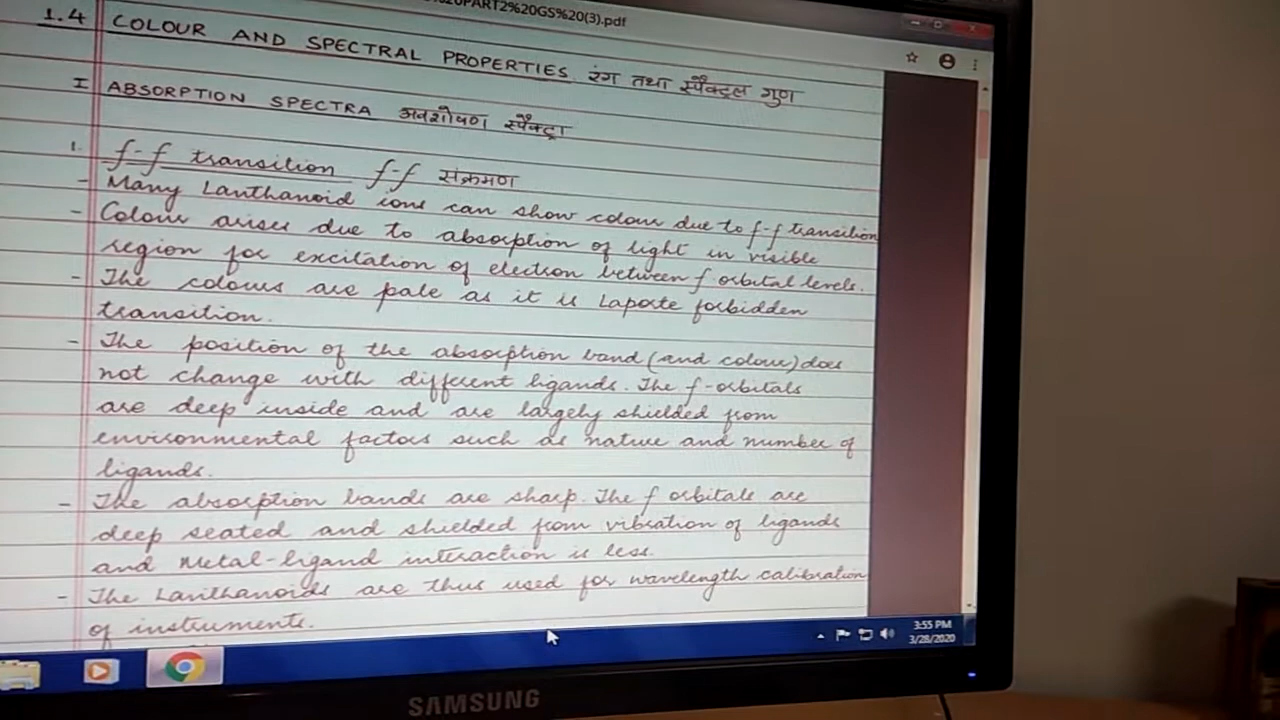 PART2%20GS%20(3).pdf
1.4 COLOUR AND SPECTRAL PROPERTIES रंग तथा स्पैक्ट्रल गुण
I ABSORPTION SPECTRA अवशोषण स्पैक्ट्रा
1. f-f transition f-f संक्रमण
- Many Lanthanoid ions can show colour due to f-f transition
- Colour arises due to absorption of light in visible
region for excitation of electron between f orbital levels.
- The colours are pale as it is Laporte forbidden
transition.
- The position of the absorption band (and colour) does
not change with different ligands. The f-orbitals
are deep inside and are largely shielded from
environmental factors such as nature and number of
ligands.
- The absorption bands are sharp. The f orbitals are
deep seated and shielded from vibration of ligands
and Metal-ligand interaction is less.
- The Lanthanoids are thus used for wavelength calibration
of instruments.
3:55 PM
3/28/2020
SAMSUNG